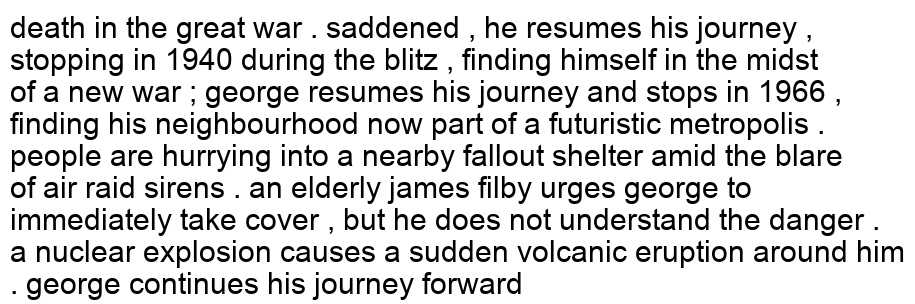 death in the great war . saddened , he resumes his journey ,
stopping in 1940 during the blitz , finding himself in the midst
of a new war ; george resumes his journey and stops in 1966 ,
finding his neighbourhood now part of a futuristic metropolis .
people are hurrying into a nearby fallout shelter amid the blare
of air raid sirens . an elderly james filby urges george to
immediately take cover , but he does not understand the danger .
a nuclear explosion causes a sudden volcanic eruption around him
. george continues his journey forward